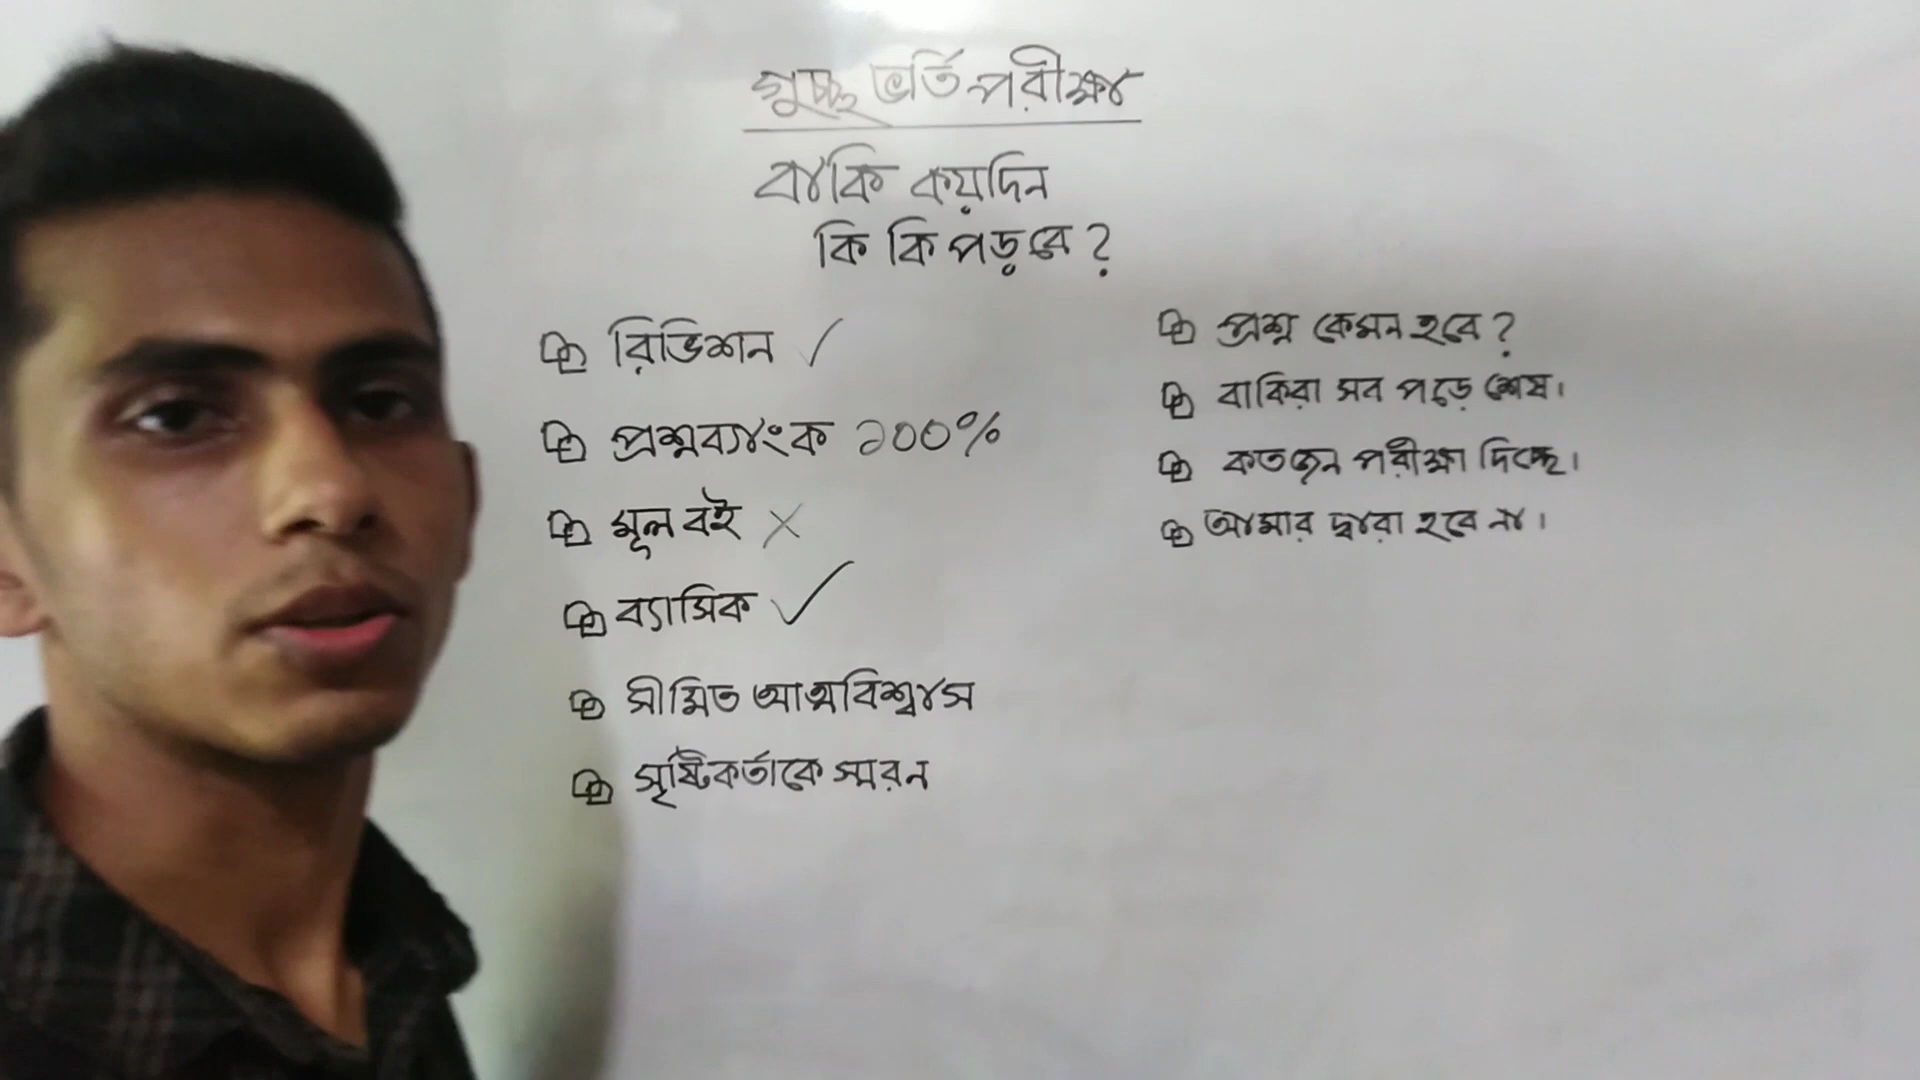 গুচ্ছ ভর্তি পরীক্ষা
বাকি কয়দিন
কি কি পড়বে?
রিভিশন ✓
প্রশ্নব্যাংক ১০০%
মূল বই ×
ব্যাসিক ✓
সীমিত আত্মবিশ্বাস
সৃষ্টিকর্তাকে স্মরন
প্রশ্ন কেমন হবে?
বাকিরা সব পড়ে শেষ।
কতজন পরীক্ষা দিচ্ছে।
আমার দ্বারা হবে না।